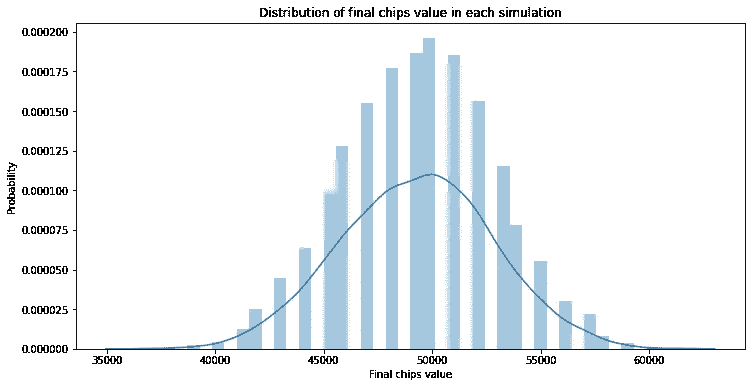 Distribution of final chips value in each simulation
0.000200
0.000175
0.000150
0.000125
0.000100
0.000075
0.000050
0.000025
0.000000
Probability
35000 40000 45000 50000 55000 60000
Final chips value